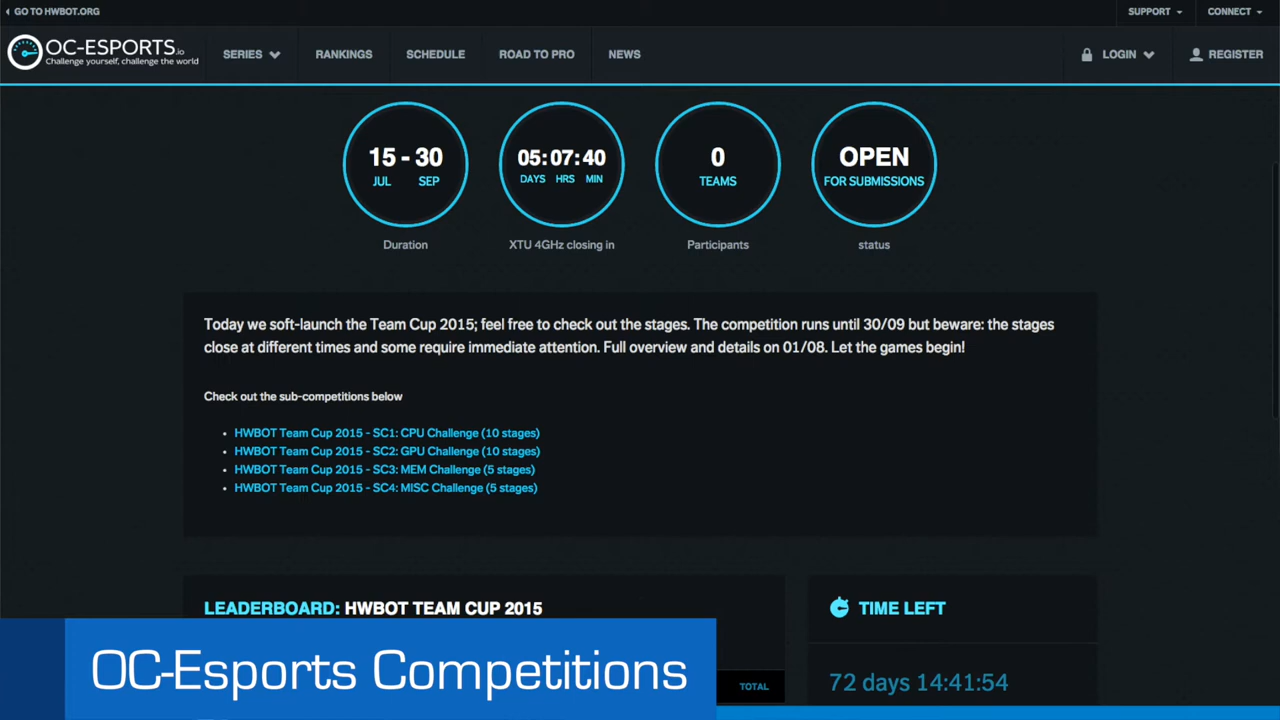 GO TO HWBOT.ORG
SUPPORT
CONNECT
OC-ESPORTS.io
Challenge yourself, challenge the world
SERIES
RANKINGS
SCHEDULE
ROAD TO PRO
NEWS
LOGIN
REGISTER
15 - 30
JUL SEP
Duration
05:07:40
DAYS HRS MIN
XTU 4GHz closing in
0
TEAMS
Participants
OPEN
FOR SUBMISSIONS
status
Today we soft-launch the Team Cup 2015; feel free to check out the stages. The competition runs until 30/09 but beware: the stages
close at different times and some require immediate attention. Full overview and details on 01/08. Let the games begin!
Check out the sub-competitions below
• HWBOT Team Cup 2015 - SC1: CPU Challenge (10 stages)
• HWBOT Team Cup 2015 - SC2: GPU Challenge (10 stages)
• HWBOT Team Cup 2015 - SC3: MEM Challenge (5 stages)
• HWBOT Team Cup 2015 - SC4: MISC Challenge (5 stages)
LEADERBOARD: HWBOT TEAM CUP 2015
TOTAL
TIME LEFT
72 days 14:41:54
OC-Esports Competitions